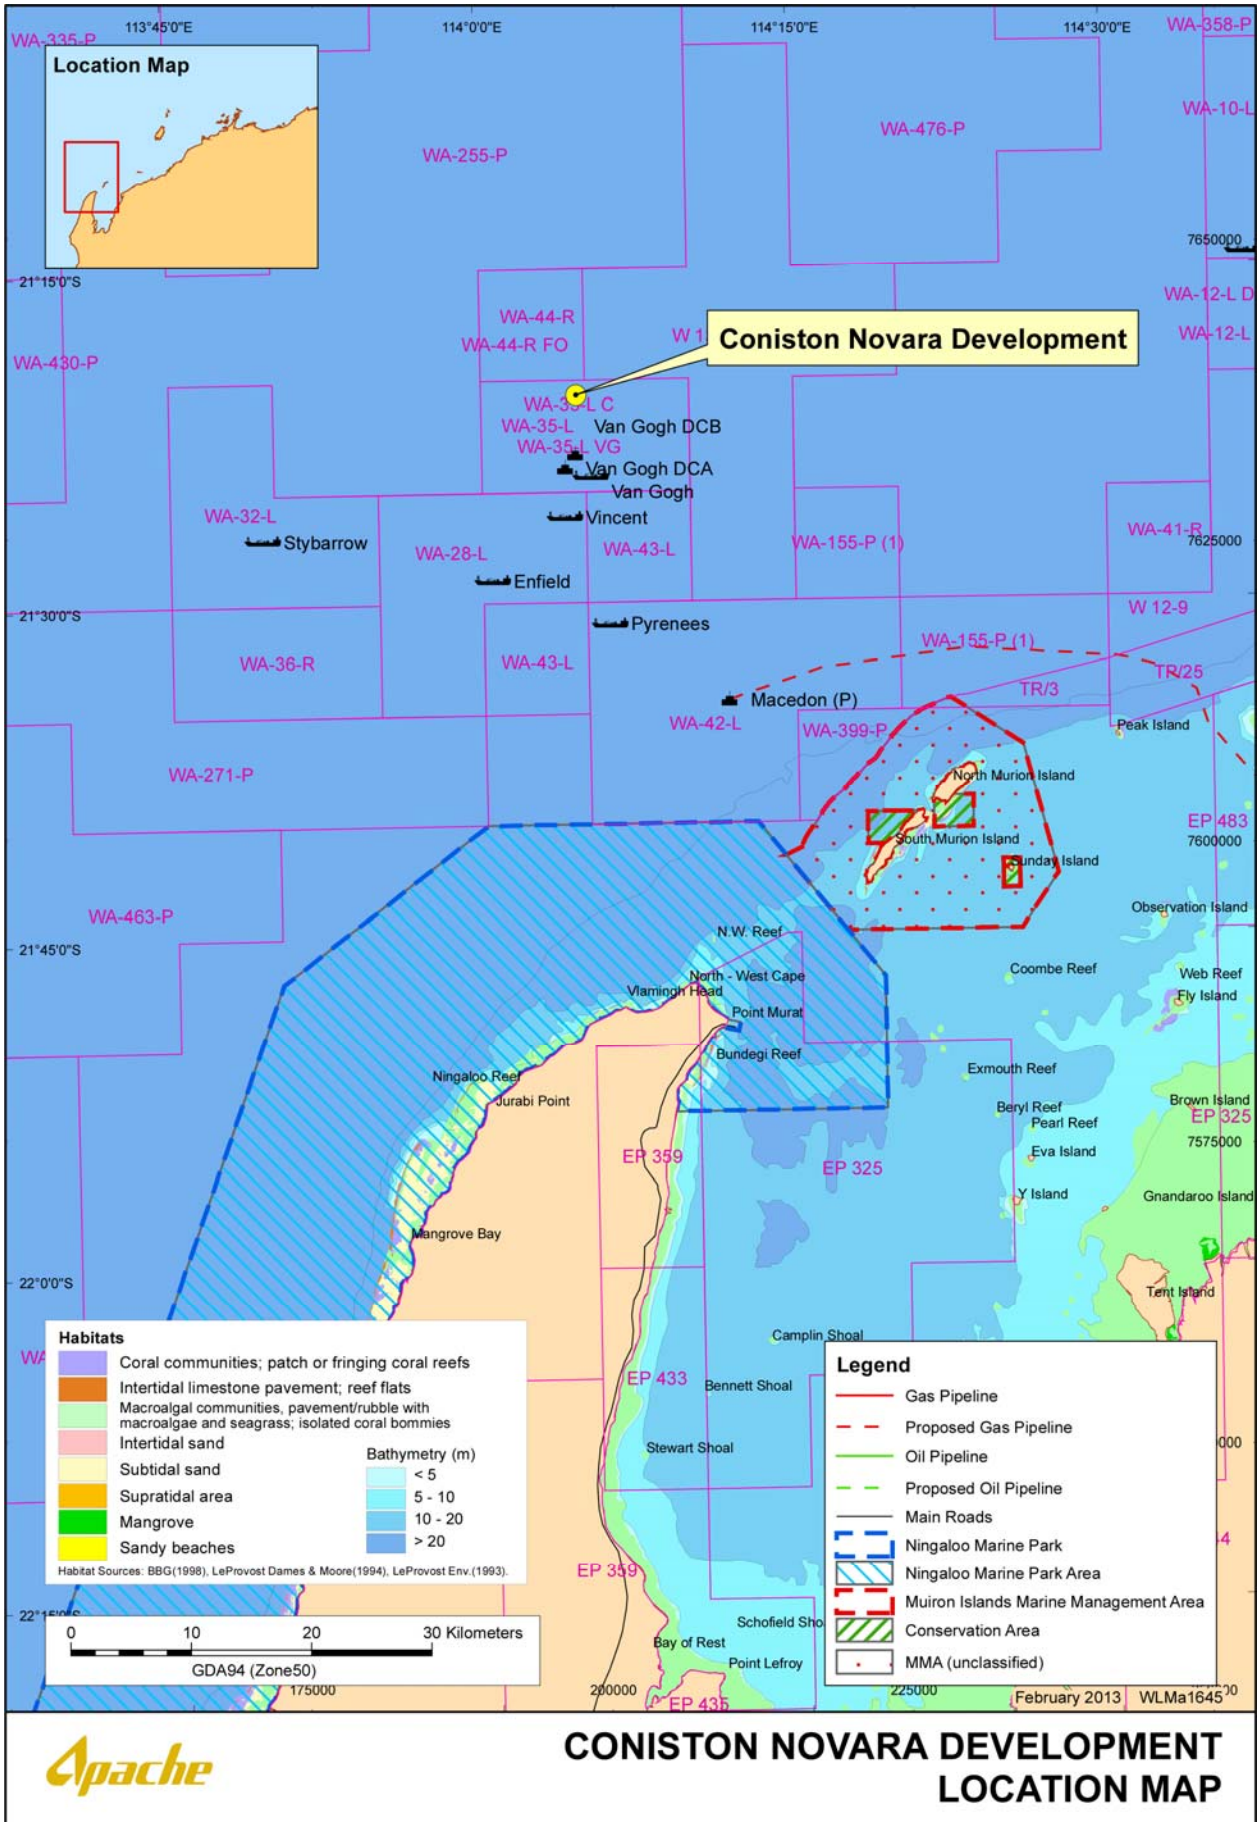 113°45'0"E
114°0'0"E
114°15'0"E
114°30'0"E
WA-335-P
WA-358-P
Location Map
WA-10-L
WA-476-P
WA-255-P
7650000
21°15'0"S
WA-12-L D
WA-44-R
WA-12-L
W 1
Coniston Novara Development
WA-44-R FO
WA-430-P
WA-35-L C
WA-35-L
Van Gogh DCB
WA-35-L VG
Van Gogh DCA
Van Gogh
WA-32-L
Vincent
WA-41-R
Stybarrow
WA-28-L
WA-43-L
WA-155-P (1)
7625000
Enfield
W 12-9
21°30'0"S
Pyrenees
WA-155-P (1)
WA-36-R
WA-43-L
TR/25
TR/3
Macedon (P)
WA-42-L
WA-399-P
Peak Island
WA-271-P
North Murion Island
EP 483
South Murion Island
7600000
Sunday Island
WA-463-P
Observation Island
N.W. Reef
21°45'0"S
Coombe Reef
Web Reef
North - West Cape
Vlamingh Head
Fly Island
Point Murat
Bundegi Reef
Exmouth Reef
Ningaloo Reef
Jurabi Point
Beryl Reef
Brown Island
Pearl Reef
EP 325
7575000
EP 359
EP 325
Eva Island
Y Island
Gnandaroo Island
Mangrove Bay
22°0'0"S
Tent Island
Camplin Shoal
WA
EP 433
Bennett Shoal
Stewart Shoal
Habitats
Coral communities; patch or fringing coral reefs
Intertidal limestone pavement; reef flats
Macroalgal communities, pavement/rubble with
macroalgae and seagrass; isolated coral bommies
Intertidal sand
Subtidal sand
Supratidal area
Mangrove
Sandy beaches
Bathymetry (m)
< 5
5 - 10
10 - 20
> 20
Habitat Sources: BBG(1998), LeProvost Dames & Moore(1994), LeProvost Env.(1993).
Legend
Gas Pipeline
Proposed Gas Pipeline
Oil Pipeline
Proposed Oil Pipeline
Main Roads
Ningaloo Marine Park
Ningaloo Marine Park Area
Muiron Islands Marine Management Area
Conservation Area
MMA (unclassified)
EP 359
22°15'0"S
Schofield Sho
Bay of Rest
Point Lefroy
0 10 20 30 Kilometers
GDA94 (Zone50)
175000
200000
225000
EP 435
February 2013 WLMa1645
Apache
CONISTON NOVARA DEVELOPMENT
LOCATION MAP